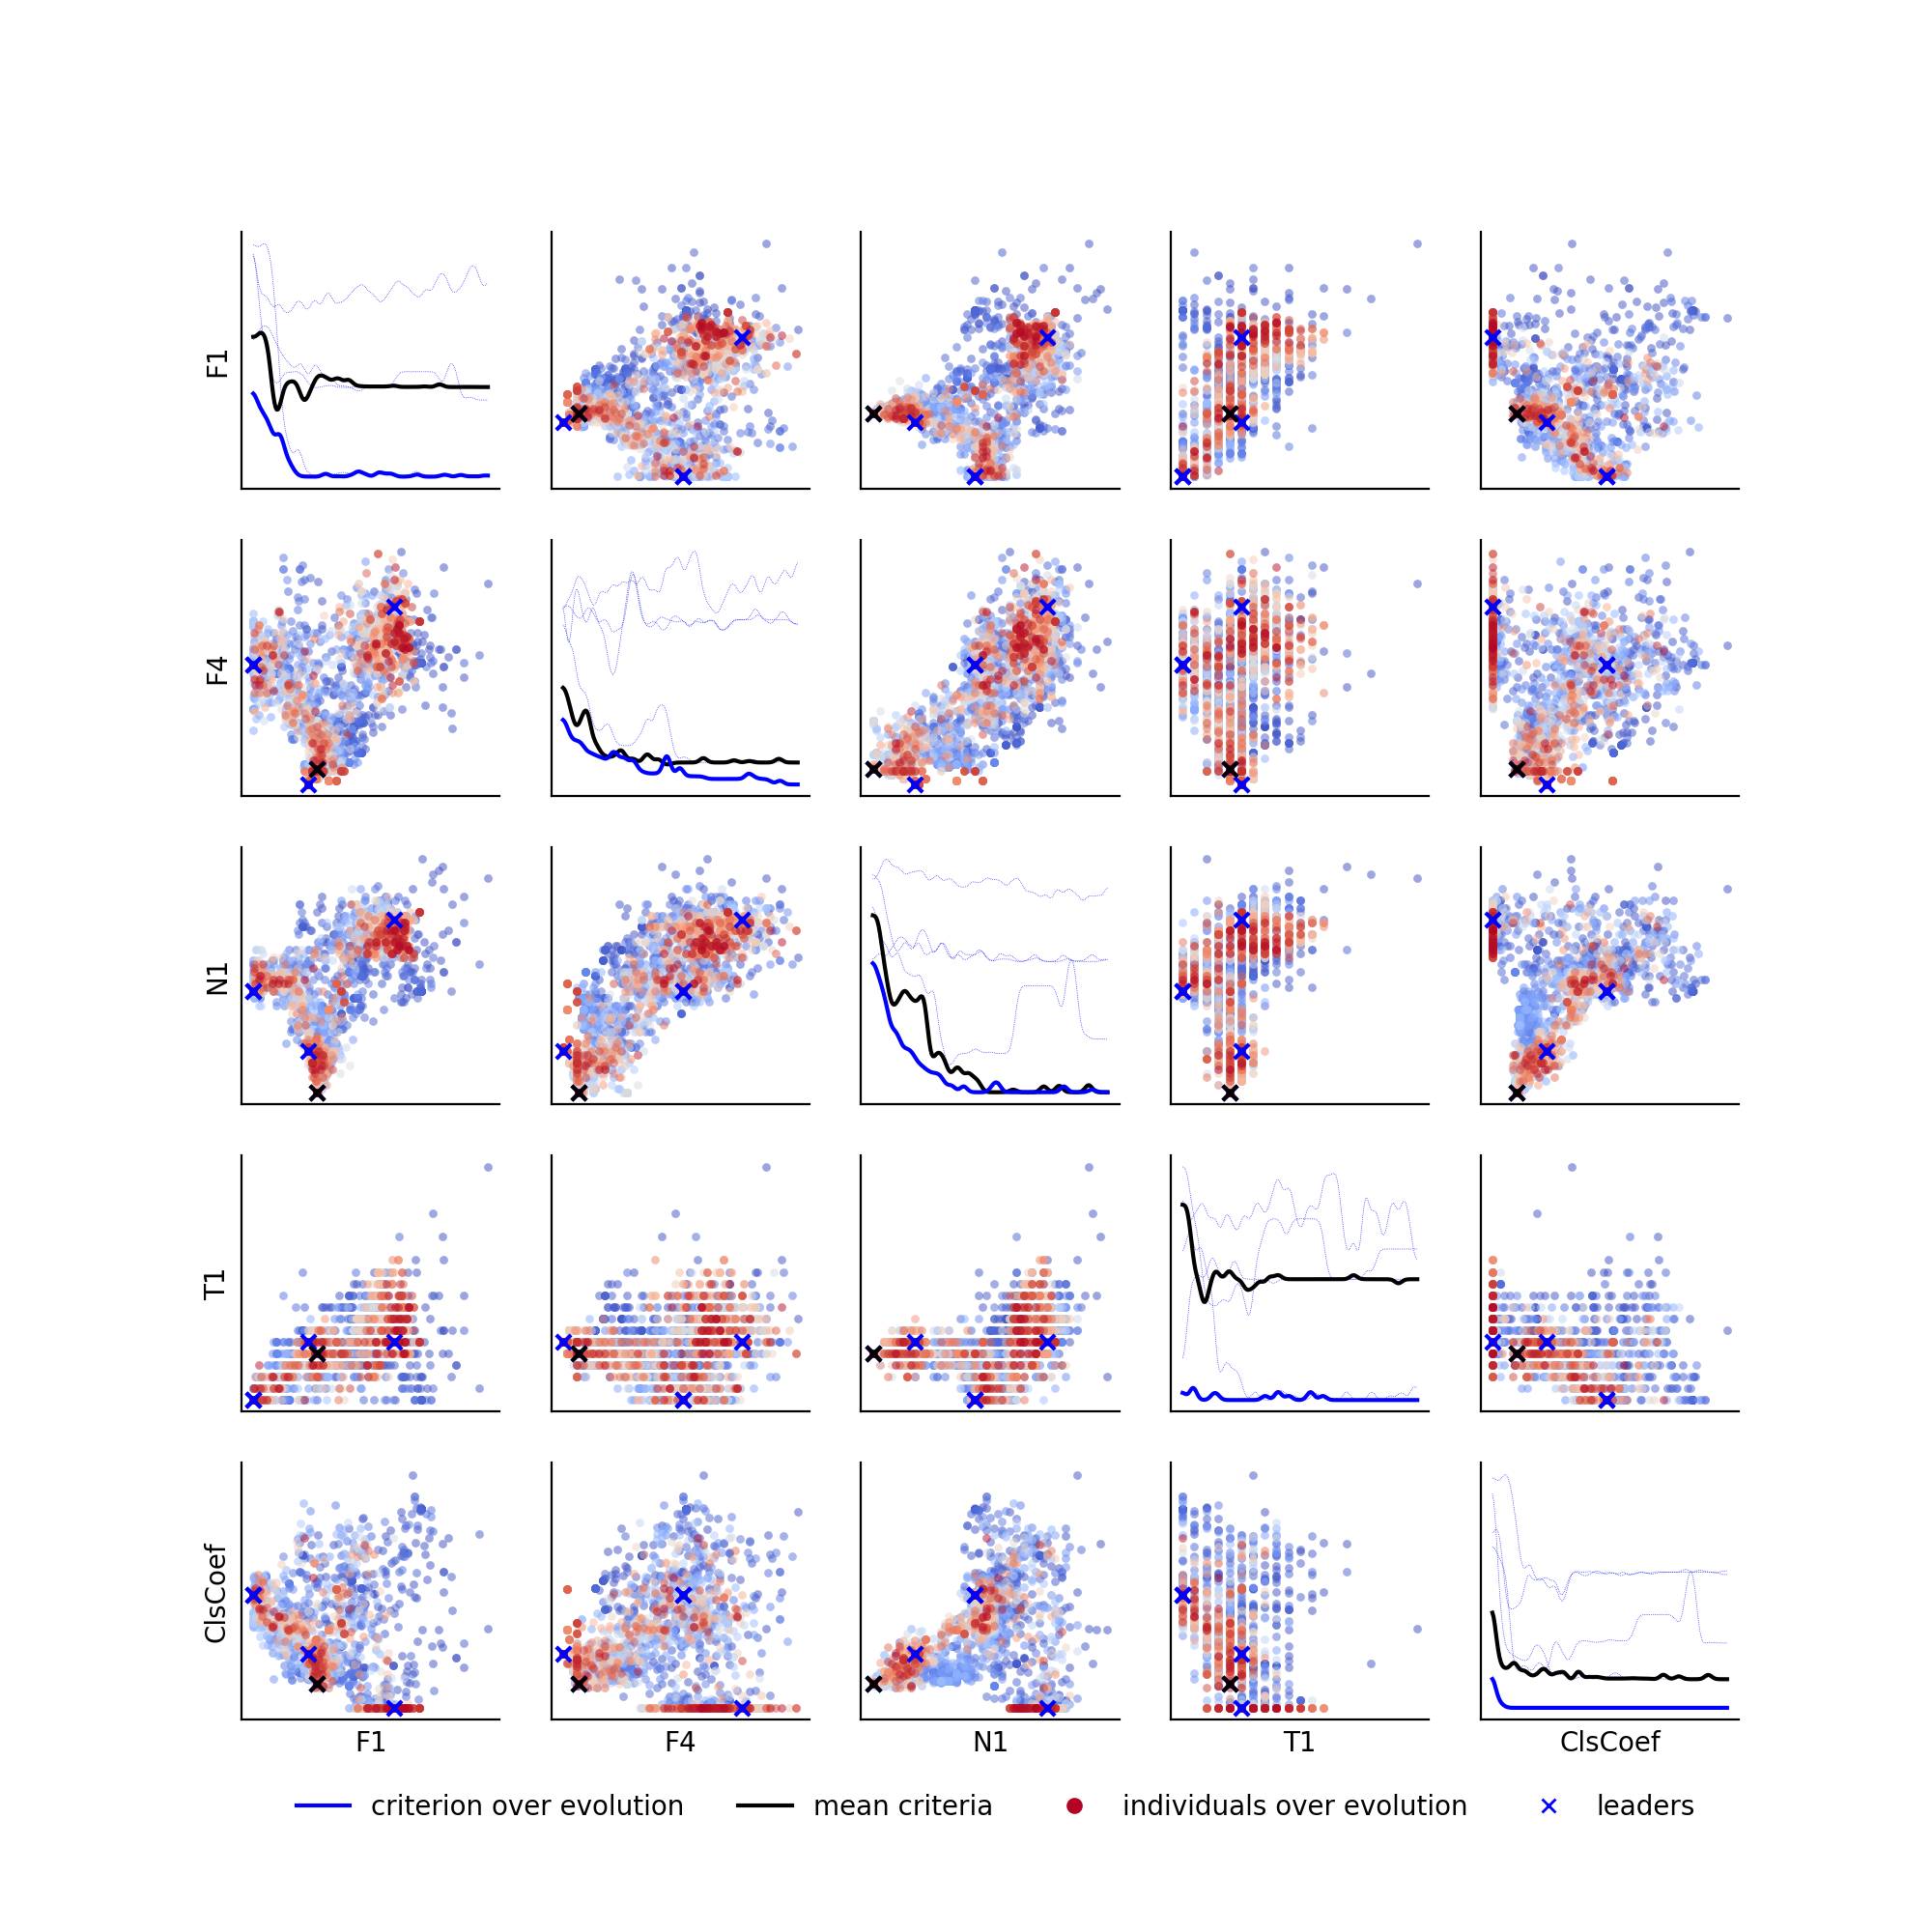 F1
F4
N1
T1
ClsCoef
F1 F4 N1 T1 ClsCoef
criterion over evolution mean criteria individuals over evolution leaders